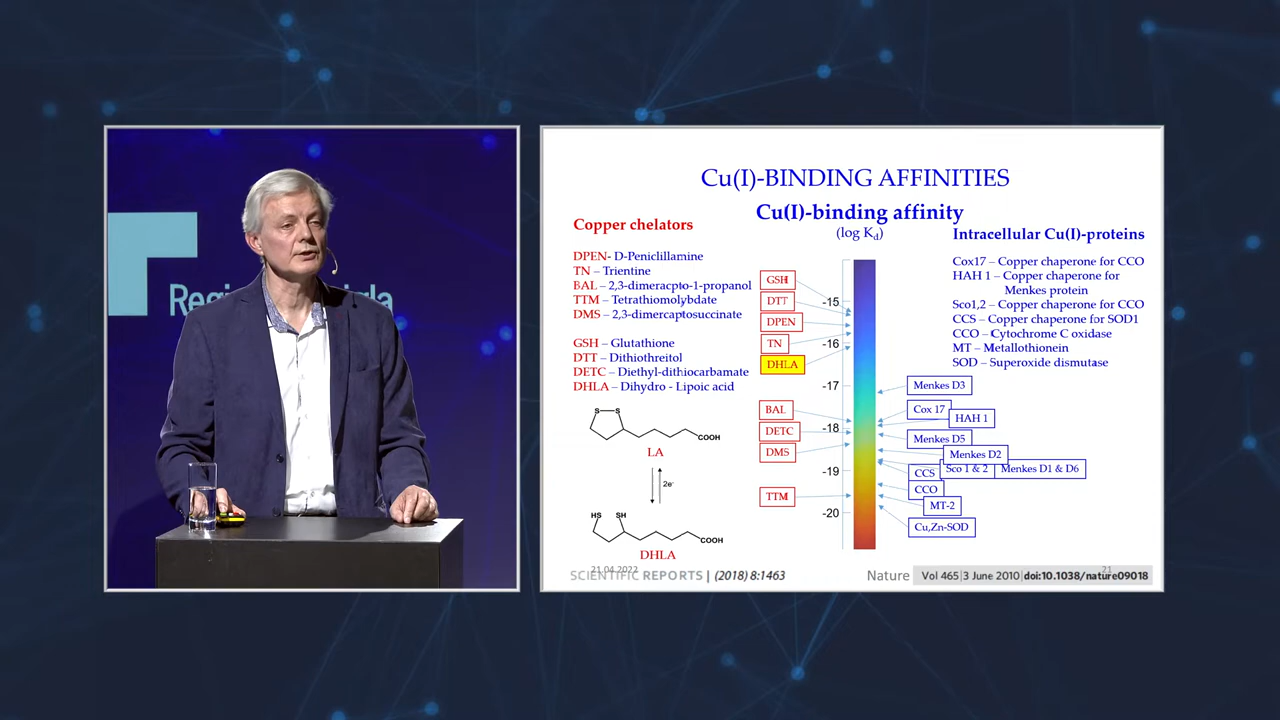 Cu(I)-BINDING AFFINITIES
Cu(I)-binding affinity
(log Kd)
Copper chelators
DPEN- D-Peniclillamine
TN – Trientine
BAL – 2,3-dimeracpto-1-propanol
TTM – Tetrathiomolybdate
DMS – 2,3-dimercaptosuccinate
GSH – Glutathione
DTT – Dithiothreitol
DETC – Diethyl-dithiocarbamate
DHLA – Dihydro - Lipoic acid
S S
COOH
LA
2e-
HS SH
COOH
DHLA
GSH
DTT
DPEN
TN
DHLA
BAL
DETC
DMS
TTM
-15
-16
-17
-18
-19
-20
Intracellular Cu(I)-proteins
Cox17 – Copper chaperone for CCO
HAH 1 – Copper chaperone for
Menkes protein
Sco1,2 – Copper chaperone for CCO
CCS – Copper chaperone for SOD1
CCO – Cytochrome C oxidase
MT – Metallothionein
SOD – Superoxide dismutase
Menkes D3
Cox 17
HAH 1
Menkes D5
Menkes D2
CCS
Sco 1 & 2
Menkes D1 & D6
CCO
MT-2
Cu,Zn-SOD
21.04.2022
SCIENTIFIC REPORTS | (2018) 8:1463
Nature Vol 465|3 June 2010|doi:10.1038/nature09018
21